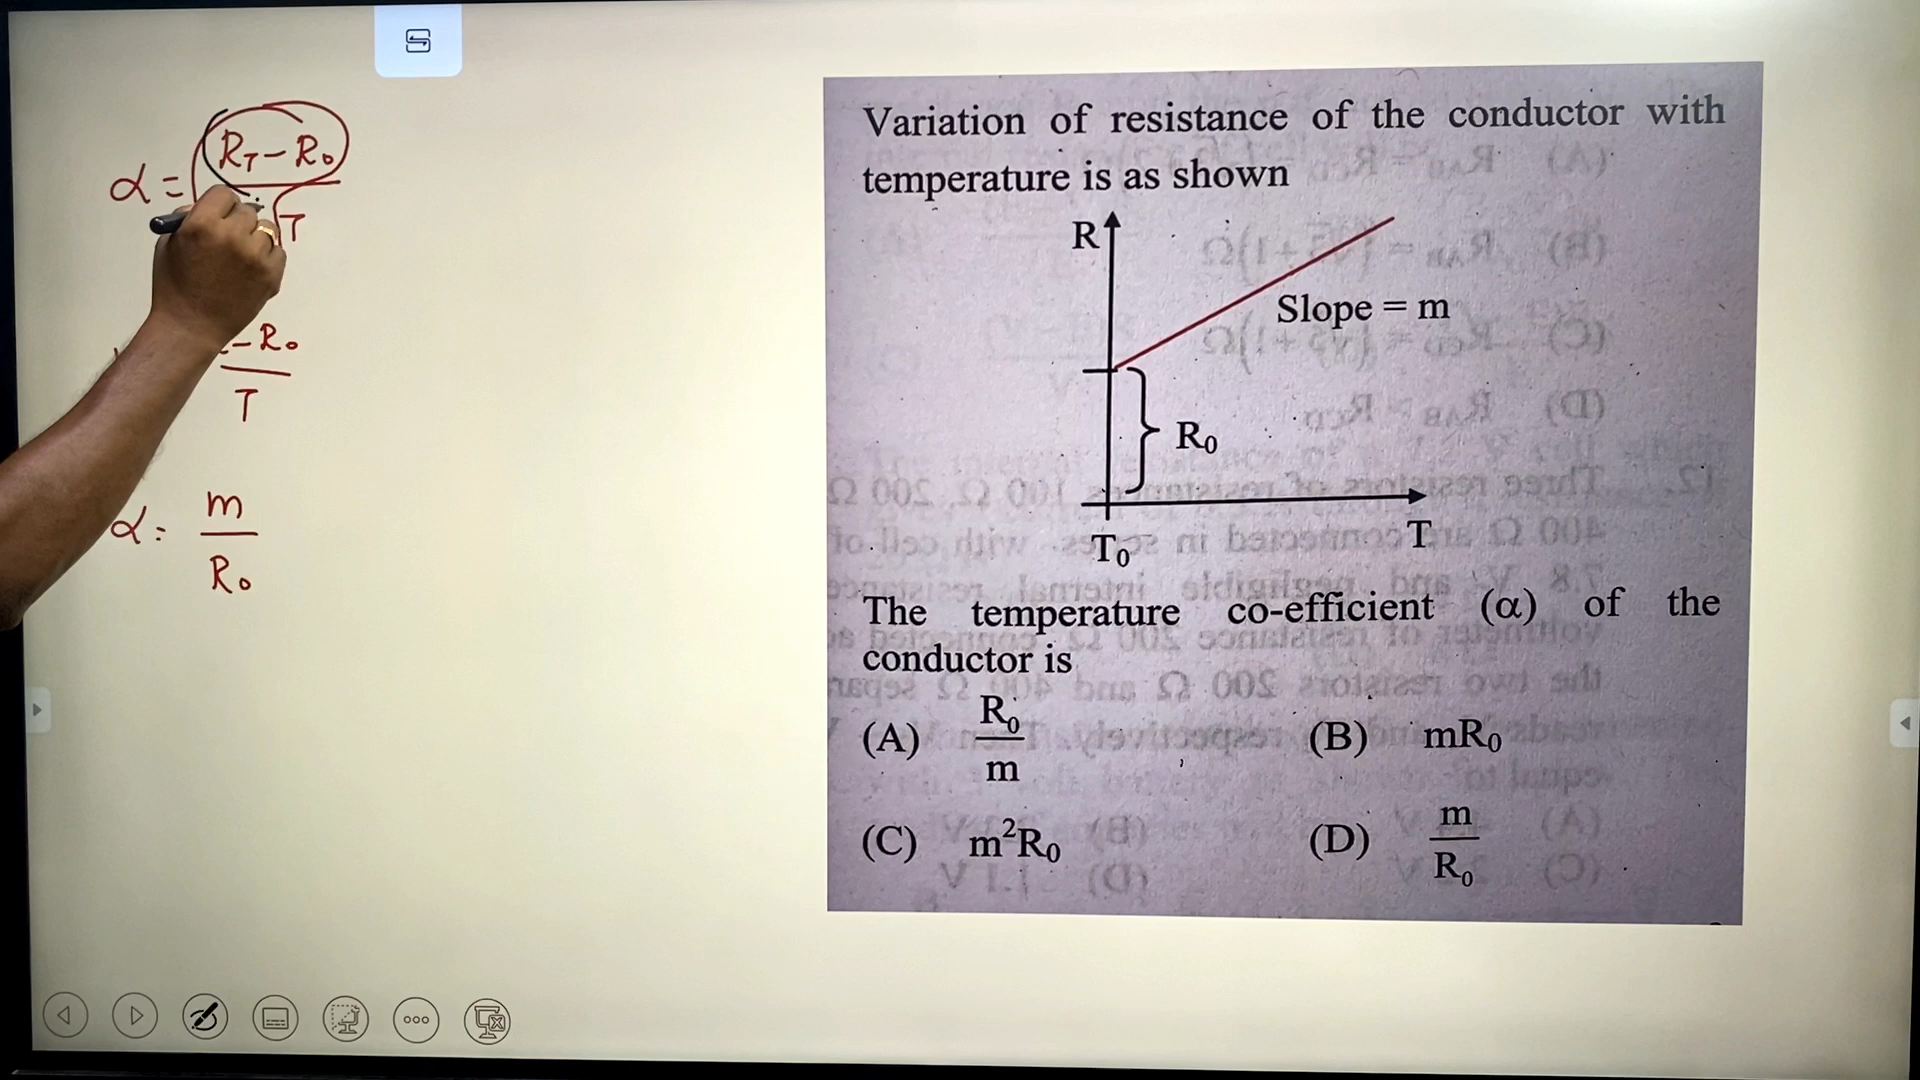 α = R_T – R₀
T
– R₀
T
α = m
R₀
Variation of resistance of the conductor with
temperature is as shown
R
Slope = m
R₀
T₀
T
The temperature co-efficient (α) of the
conductor is
(A) R₀/m (B) mR₀
(C) m²R₀ (D) m/R₀